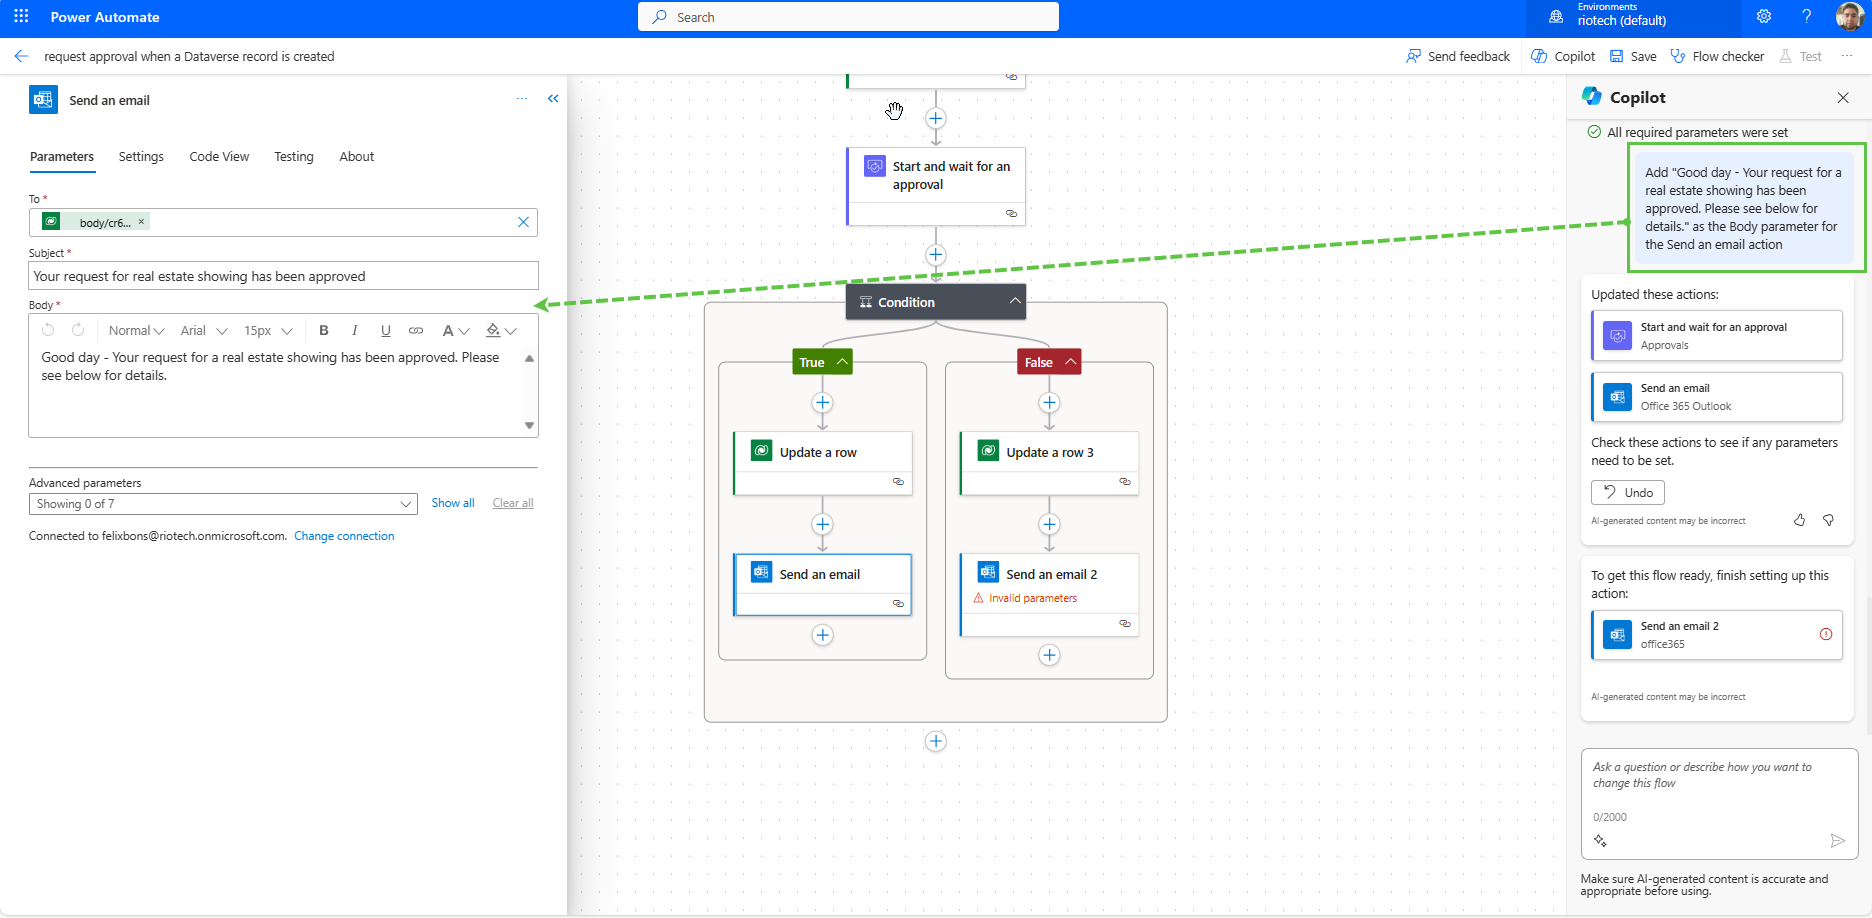 Power Automate
Search
Environments
riotech (default)
request approval when a Dataverse record is created
Send feedback
Copilot
Save
Flow checker
Test
Send an email
Parameters
Settings
Code View
Testing
About
To *
body/cr6...
Subject *
Your request for real estate showing has been approved
Body *
Normal
Arial
15px
B
I
U
A
Good day - Your request for a real estate showing has been approved. Please
see below for details.
Advanced parameters
Showing 0 of 7
Show all
Clear all
Connected to felixbons@riotech.onmicrosoft.com. Change connection
Start and wait for an
approval
Condition
True
False
Update a row
Update a row 3
Send an email
Send an email 2
Invalid parameters
Copilot
All required parameters were set
Add "Good day - Your request for a
real estate showing has been
approved. Please see below for
details." as the Body parameter for
the Send an email action
Updated these actions:
Start and wait for an approval
Approvals
Send an email
Office 365 Outlook
Check these actions to see if any parameters
need to be set.
Undo
AI-generated content may be incorrect
To get this flow ready, finish setting up this
action:
Send an email 2
office365
AI-generated content may be incorrect
Ask a question or describe how you want to
change this flow
0/2000
Make sure AI-generated content is accurate and
appropriate before using.